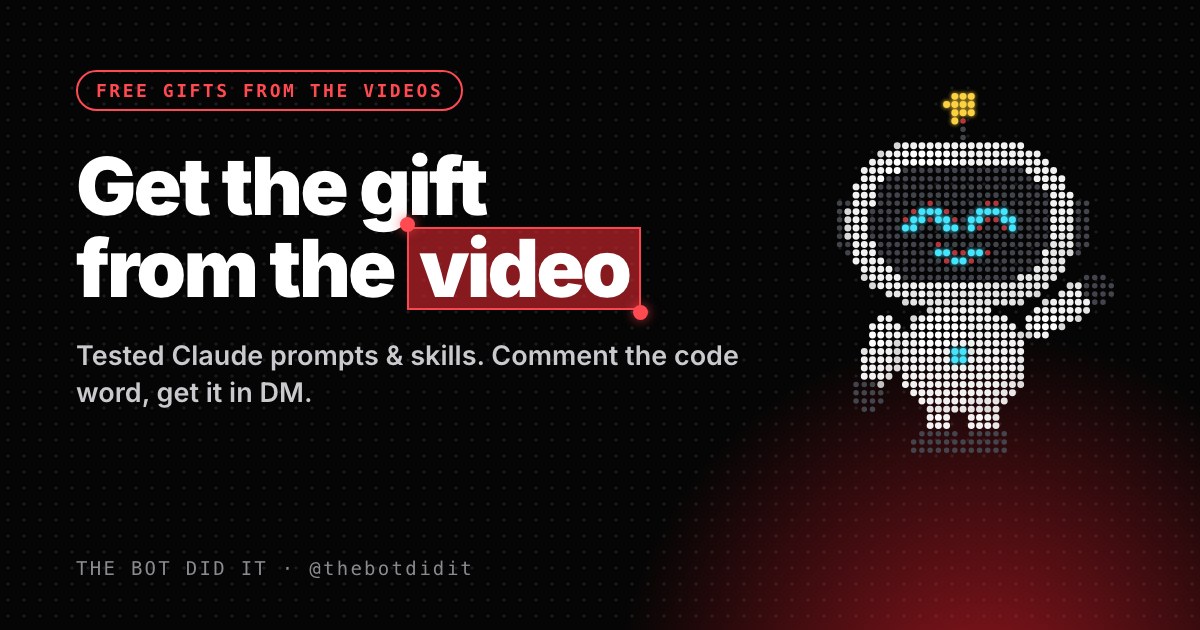 FREE GIFTS FROM THE VIDEOS
Get the gift
from the video
Tested Claude prompts & skills. Comment the code
word, get it in DM.
THE BOT DID IT · @thebotdidit